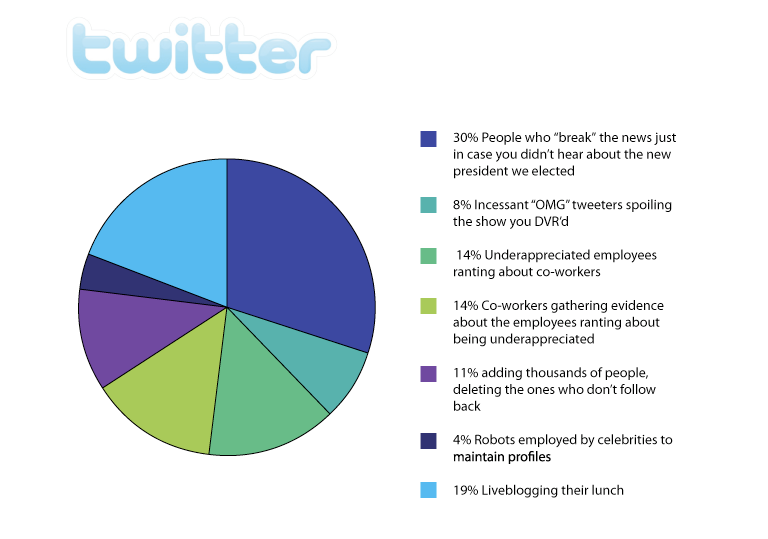 twitter
30% People who “break” the news just
in case you didn’t hear about the new
president we elected
8% Incessant “OMG” tweeters spoiling
the show you DVR’d
14% Underappreciated employees
ranting about co-workers
14% Co-workers gathering evidence
about the employees ranting about
being underappreciated
11% adding thousands of people,
deleting the ones who don’t follow
back
4% Robots employed by celebrities to
maintain profiles
19% Liveblogging their lunch